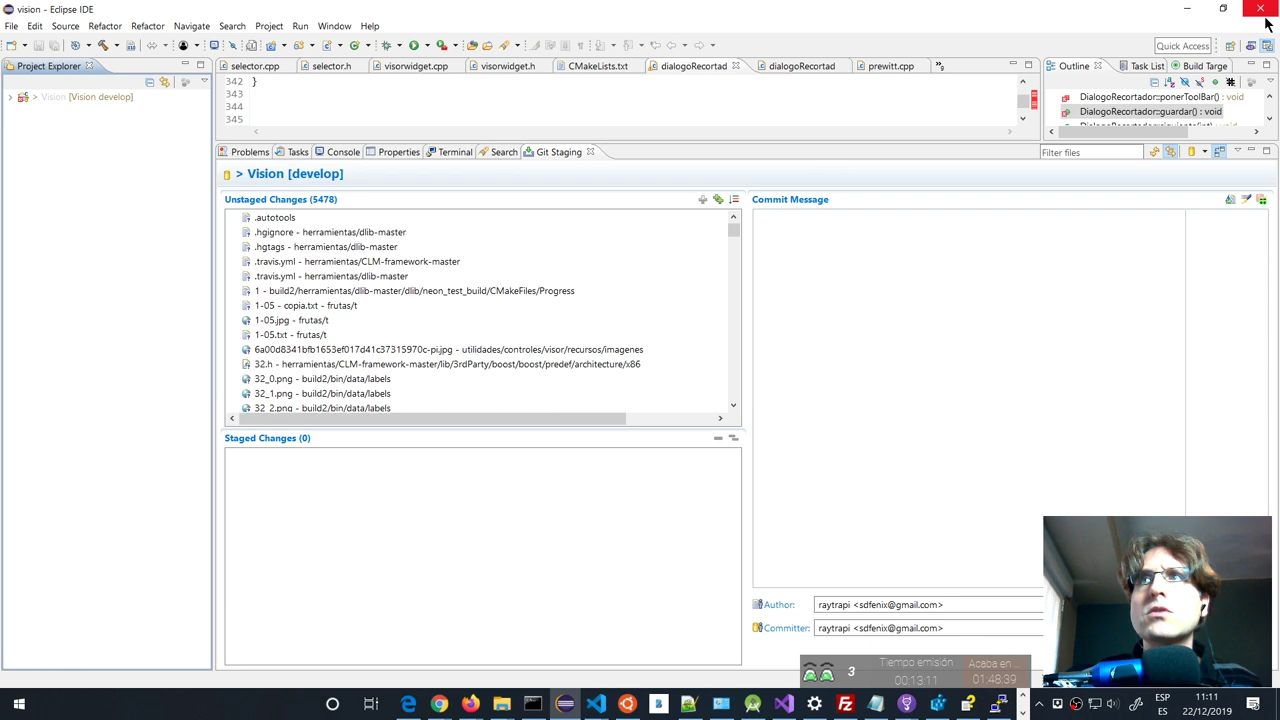 vision - Eclipse IDE
File Edit Source Refactor Refactor Navigate Search Project Run Window Help
Quick Access
Project Explorer
> Vision [Vision develop]
selector.cpp selector.h visorwidget.cpp visorwidget.h CMakeLists.txt dialogoRecortad dialogoRecortad prewitt.cpp »9
342 }
343
344
345
Outline Task List Build Targe
DialogoRecortador::ponerToolBar() : void
DialogoRecortador::guardar() : void
Problems Tasks Console Properties Terminal Search Git Staging
Filter files
> Vision [develop]
Unstaged Changes (5478)
.autotools
.hgignore - herramientas/dlib-master
.hgtags - herramientas/dlib-master
.travis.yml - herramientas/CLM-framework-master
.travis.yml - herramientas/dlib-master
1 - build2/herramientas/dlib-master/dlib/neon_test_build/CMakeFiles/Progress
1-05 - copia.txt - frutas/t
1-05.jpg - frutas/t
1-05.txt - frutas/t
6a00d8341bfb1653ef017d41c37315970c-pi.jpg - utilidades/controles/visor/recursos/imagenes
32.h - herramientas/CLM-framework-master/lib/3rdParty/boost/boost/predef/architecture/x86
32_0.png - build2/bin/data/labels
32_1.png - build2/bin/data/labels
32_2.png - build2/bin/data/labels
Staged Changes (0)
Commit Message
Author: raytrapi <sdfenix@gmail.com>
Committer: raytrapi <sdfenix@gmail.com>
3
Tiempo emisión
00:13:11
Acaba en ...
01:48:39
ESP
ES
11:11
22/12/2019